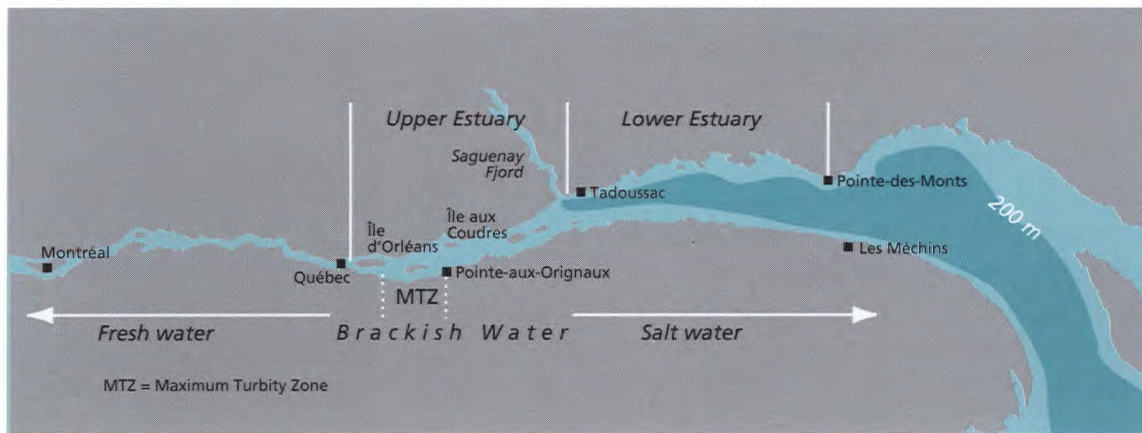 Upper Estuary
Lower Estuary
Saguenay
Fjord
Tadoussac
Pointe-des-Monts
200 m
Île
d'Orléans
Île aux
Coudres
Montréal
Québec
Pointe-aux-Orignaux
Les Méchins
MTZ
Fresh water
Brackish Water
Salt water
MTZ = Maximum Turbity Zone